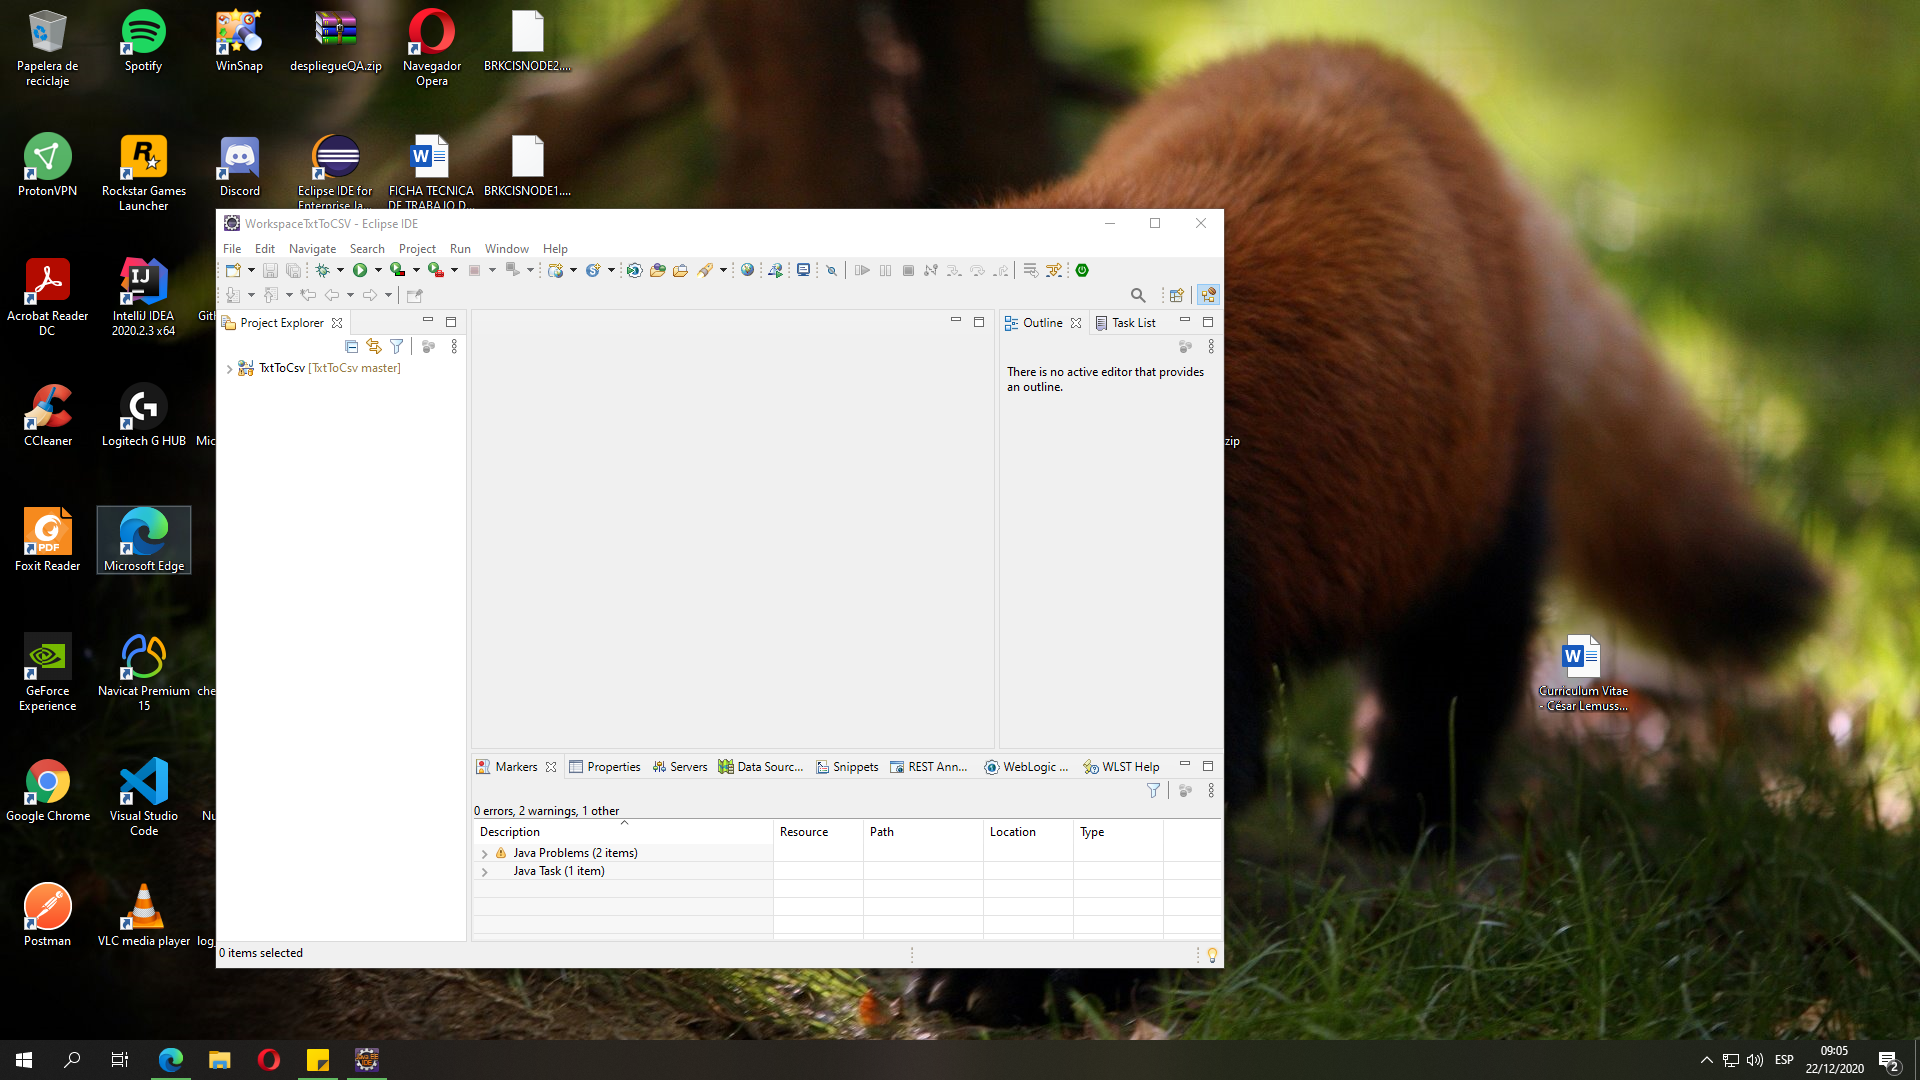 Papelera de
reciclaje
Spotify
WinSnap
despliegueQA.zip
Navegador
Opera
BRKCISNODE2....
ProtonVPN
Rockstar Games
Launcher
Discord
Eclipse IDE for
Enterprise Ja...
FICHA TECNICA
DE TRABAJO D...
BRKCISNODE1....
Acrobat Reader
DC
IntelliJ IDEA
2020.2.3 x64
CCleaner
Logitech G HUB
Mic
Foxit Reader
Microsoft Edge
GeForce
Experience
Navicat Premium
15
che
Google Chrome
Visual Studio
Code
Nu
Postman
VLC media player
log_
zip
Curriculum Vitae
- César Lemuss...
WorkspaceTxtToCSV - Eclipse IDE
File Edit Navigate Search Project Run Window Help
Project Explorer
TxtToCsv [TxtToCsv master]
Outline
Task List
There is no active editor that provides
an outline.
Markers
Properties
Servers
Data Sourc...
Snippets
REST Ann...
WebLogic ...
WLST Help
0 errors, 2 warnings, 1 other
Description Resource Path Location Type
Java Problems (2 items)
Java Task (1 item)
0 items selected
ESP
09:05
22/12/2020
2